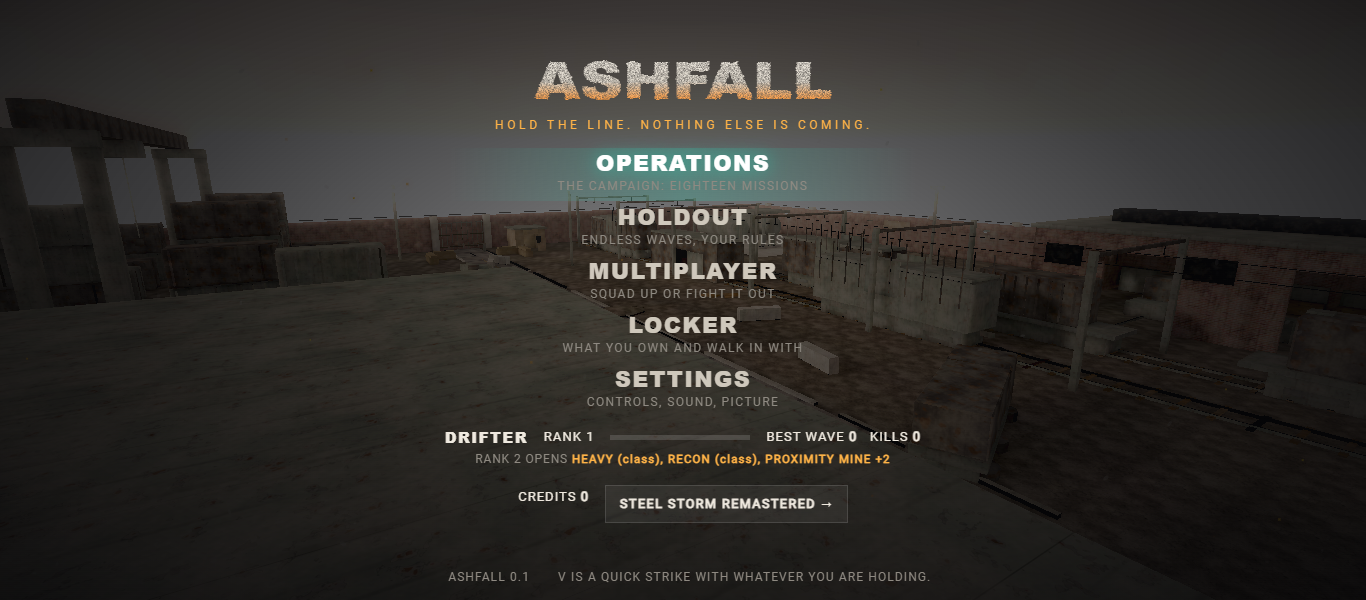 ASHFALL
HOLD THE LINE. NOTHING ELSE IS COMING.
OPERATIONS
THE CAMPAIGN: EIGHTEEN MISSIONS
HOLDOUT
ENDLESS WAVES, YOUR RULES
MULTIPLAYER
SQUAD UP OR FIGHT IT OUT
LOCKER
WHAT YOU OWN AND WALK IN WITH
SETTINGS
CONTROLS, SOUND, PICTURE
DRIFTER RANK 1 BEST WAVE 0 KILLS 0
RANK 2 OPENS HEAVY (class), RECON (class), PROXIMITY MINE +2
CREDITS 0 STEEL STORM REMASTERED →
ASHFALL 0.1 V IS A QUICK STRIKE WITH WHATEVER YOU ARE HOLDING.